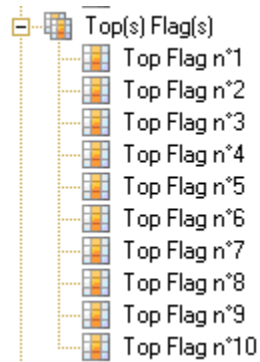 Top(s) Flag(s)
Top Flag n°1
Top Flag n°2
Top Flag n°3
Top Flag n°4
Top Flag n°5
Top Flag n°6
Top Flag n°7
Top Flag n°8
Top Flag n°9
Top Flag n°10